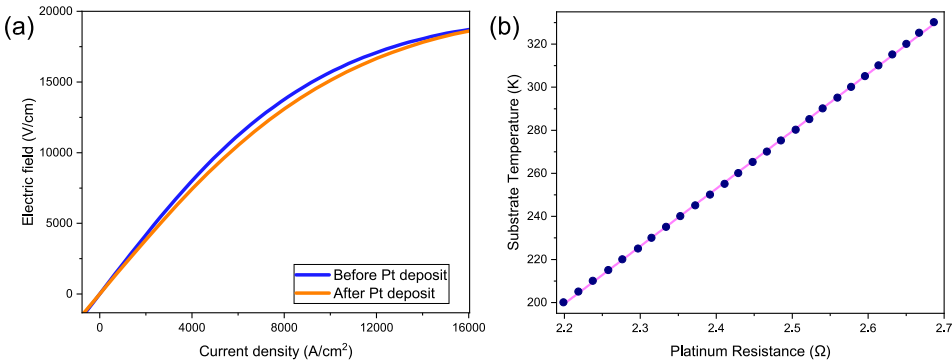 (a)
20000
15000
10000
5000
0
Electric field (V/cm)
Before Pt deposit
After Pt deposit
0
4000
8000
12000
16000
Current density (A/cm²)
(b)
320
300
280
260
240
220
200
Substrate Temperature (K)
2.2
2.3
2.4
2.5
2.6
2.7
Platinum Resistance (Ω)